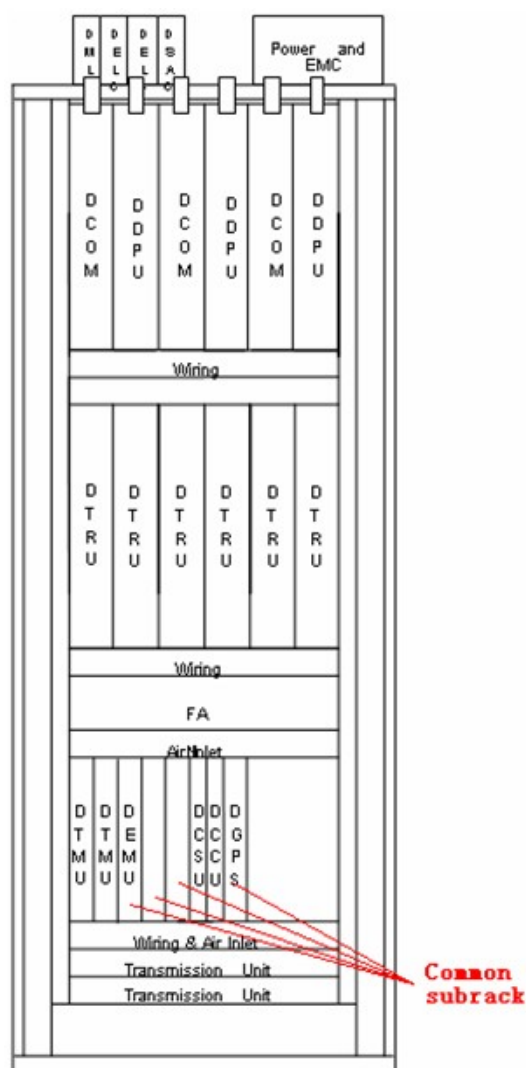 DML
DELC
DELC
DSAC
Power and
EMC
DCOM
DDPU
DCOM
DDPU
DCOM
DDPU
Wiring
DTRU
DTRU
DTRU
DTRU
DTRU
DTRU
Wiring
FA
Air Inlet
DTMU
DTMU
DEMU
DCSU
DCCU
DGPS
Wiring & Air Inlet
Transmission Unit
Transmission Unit
Common
subrack